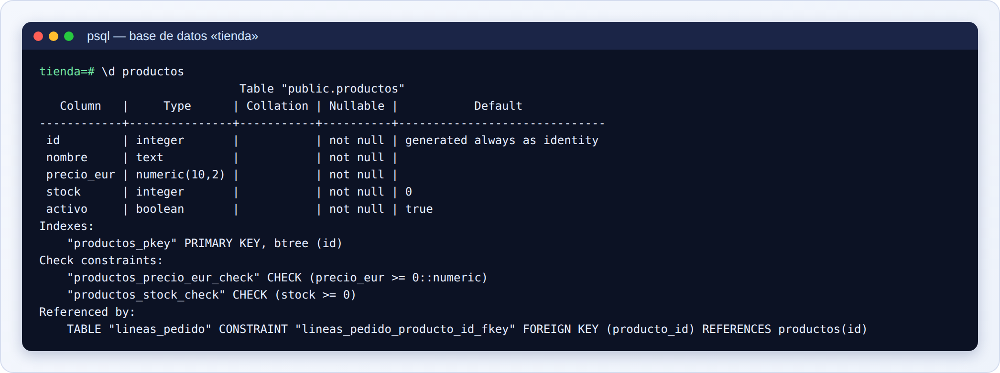 psql — base de datos «tienda»
tienda=# \d productos
                             Table "public.productos"
   Column   |     Type      | Collation | Nullable |           Default
------------+---------------+-----------+----------+------------------------------
 id         | integer       |           | not null | generated always as identity
 nombre     | text          |           | not null |
 precio_eur | numeric(10,2) |           | not null |
 stock      | integer       |           | not null | 0
 activo     | boolean       |           | not null | true
Indexes:
    "productos_pkey" PRIMARY KEY, btree (id)
Check constraints:
    "productos_precio_eur_check" CHECK (precio_eur >= 0::numeric)
    "productos_stock_check" CHECK (stock >= 0)
Referenced by:
    TABLE "lineas_pedido" CONSTRAINT "lineas_pedido_producto_id_fkey" FOREIGN KEY (producto_id) REFERENCES productos(id)